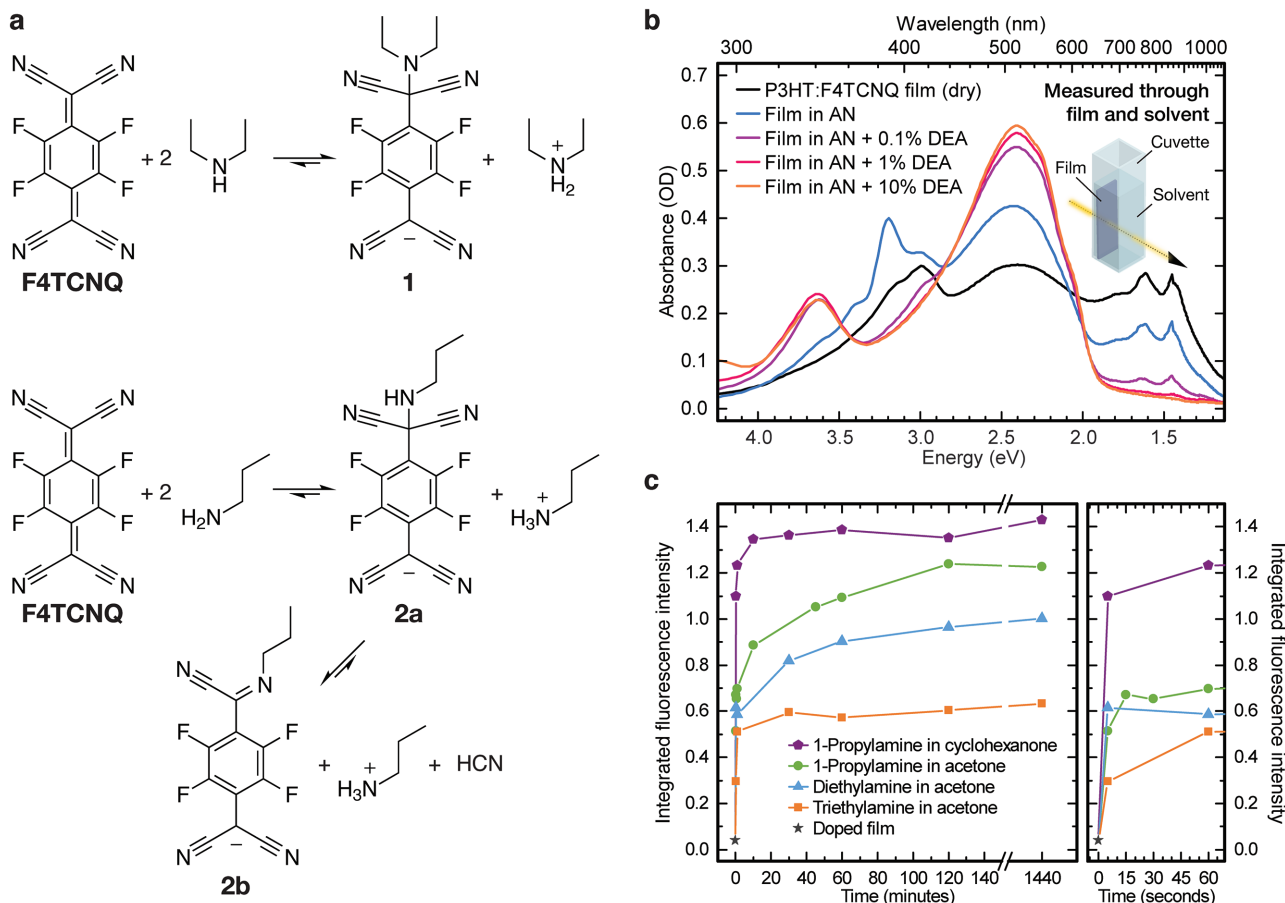 a
N N
F F
F F
N N
F4TCNQ
+ 2
N
H
N
N N
F F
F F
N − N
1
+
+
N
H2
N N
F F
F F
N N
F4TCNQ
+ 2
H2N
HN
N N
F F
F F
N − N
2a
+
+
H3N
N
N
F F
F F
N − N
2b
+
+
H3N
+ HCN
b
Wavelength (nm)
300 400 500 600 700 800 1000
Absorbance (OD)
0.7
0.6
0.5
0.4
0.3
0.2
0.1
0.0
P3HT:F4TCNQ film (dry)
Film in AN
Film in AN + 0.1% DEA
Film in AN + 1% DEA
Film in AN + 10% DEA
Measured through
film and solvent
Cuvette
Film
Solvent
4.0 3.5 3.0 2.5 2.0 1.5
Energy (eV)
c
Integrated fluorescence intensity
1.4
1.2
1.0
0.8
0.6
0.4
0.2
0.0
1-Propylamine in cyclohexanone
1-Propylamine in acetone
Diethylamine in acetone
Triethylamine in acetone
Doped film
0 20 40 60 80 100 120 140 1440
Time (minutes)
1.4
1.2
1.0
0.8
0.6
0.4
0.2
0.0
Integrated fluorescence intensity
0 15 30 45 60
Time (seconds)